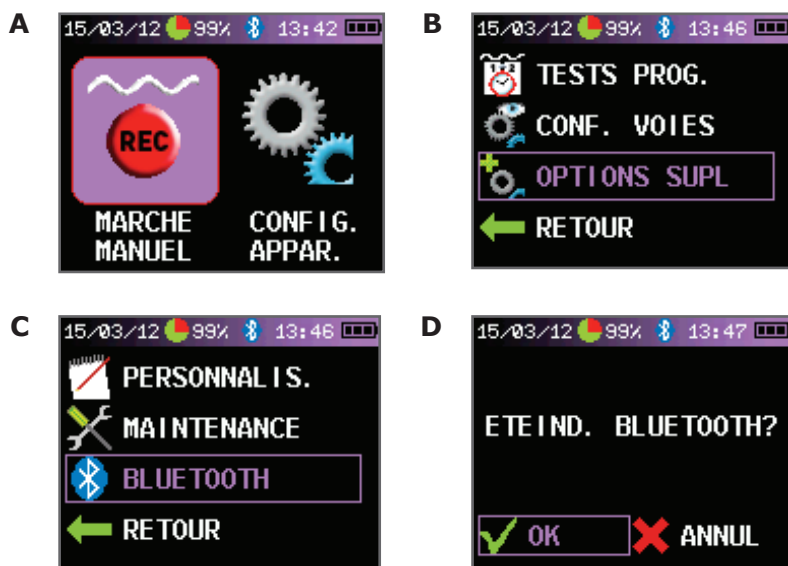 A
15/03/12 99% 13:42
REC
MARCHE MANUEL
CONFIG. APPAR.
B
15/03/12 99% 13:46
TESTS PROG.
CONF. VOIES
OPTIONS SUPL
RETOUR
C
15/03/12 99% 13:46
PERSONNALIS.
MAINTENANCE
BLUETOOTH
RETOUR
D
15/03/12 99% 13:47
ETEIND. BLUETOOTH?
OK ANNUL